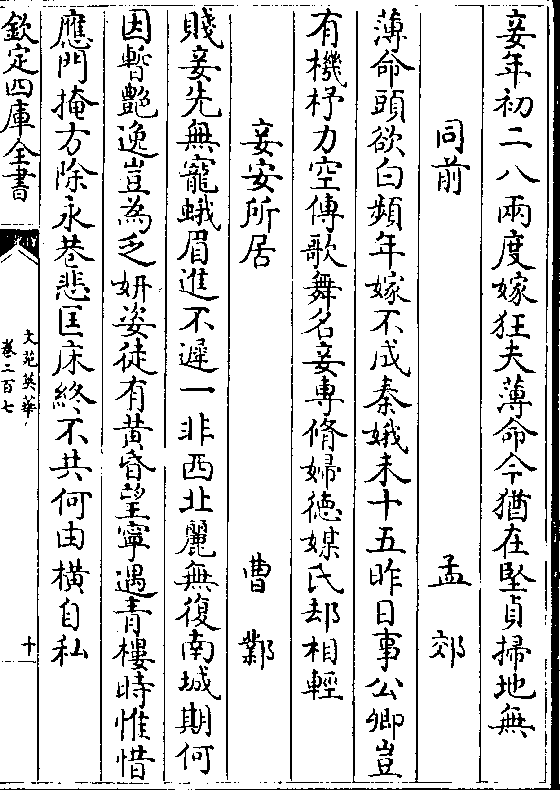 妾年初二八兩度嫁狂夫薄命今猶在堅貞掃地無
同前　孟郊
薄命頭欲白頻年嫁不成秦娥未十五昨日事公卿豈
有機杼力空傳歌舞名妾專脩婦徳媒氏却相輕
妾安所居　曹鄴
賤妾先無寵蛾眉進不遲一非西北麗無復南城期何
因暫艶逸豈為乏妍姿徒有黄昏望寧遇青樓時惟惜
應門掩方除永巷悲匡床終不共何由横自私
欽定四庫全書
文苑英華
卷二百七
十